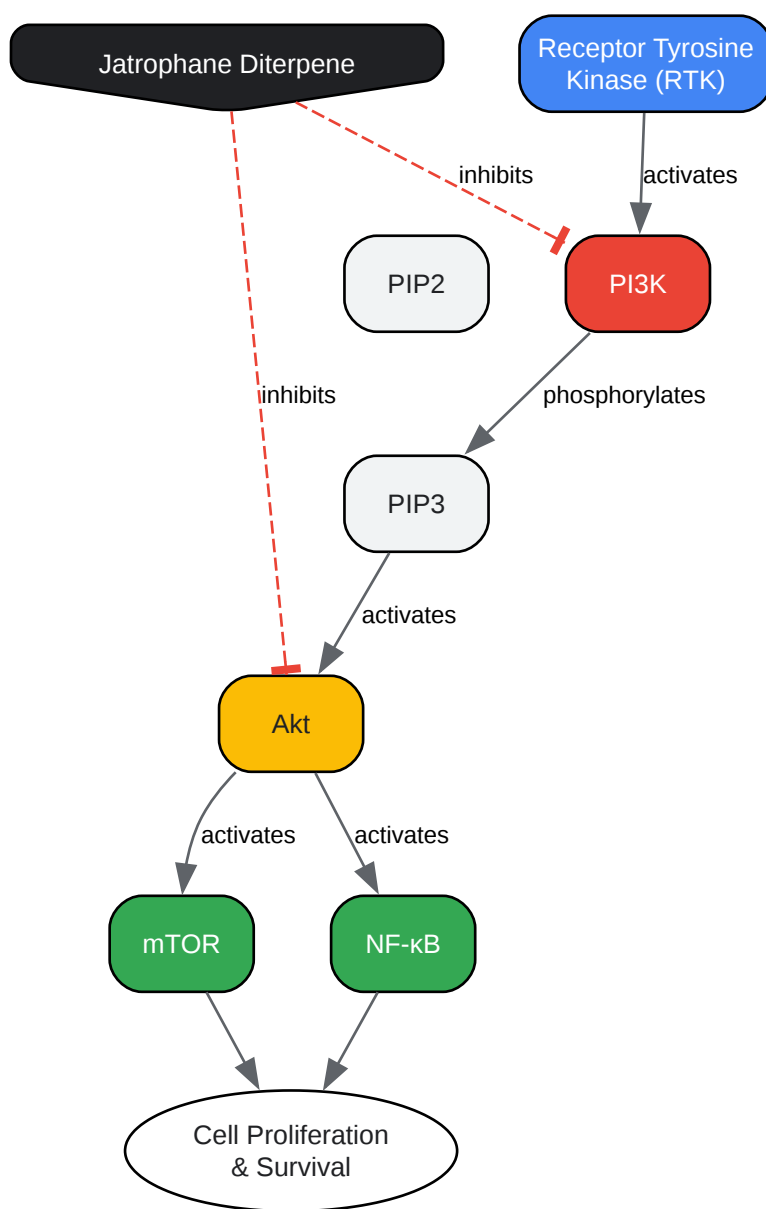 Jatrophane Diterpene
Receptor Tyrosine
Kinase (RTK)
inhibits
activates
PIP2
PI3K
inhibits
phosphorylates
PIP3
activates
Akt
activates
activates
mTOR
NF-κB
Cell Proliferation
& Survival